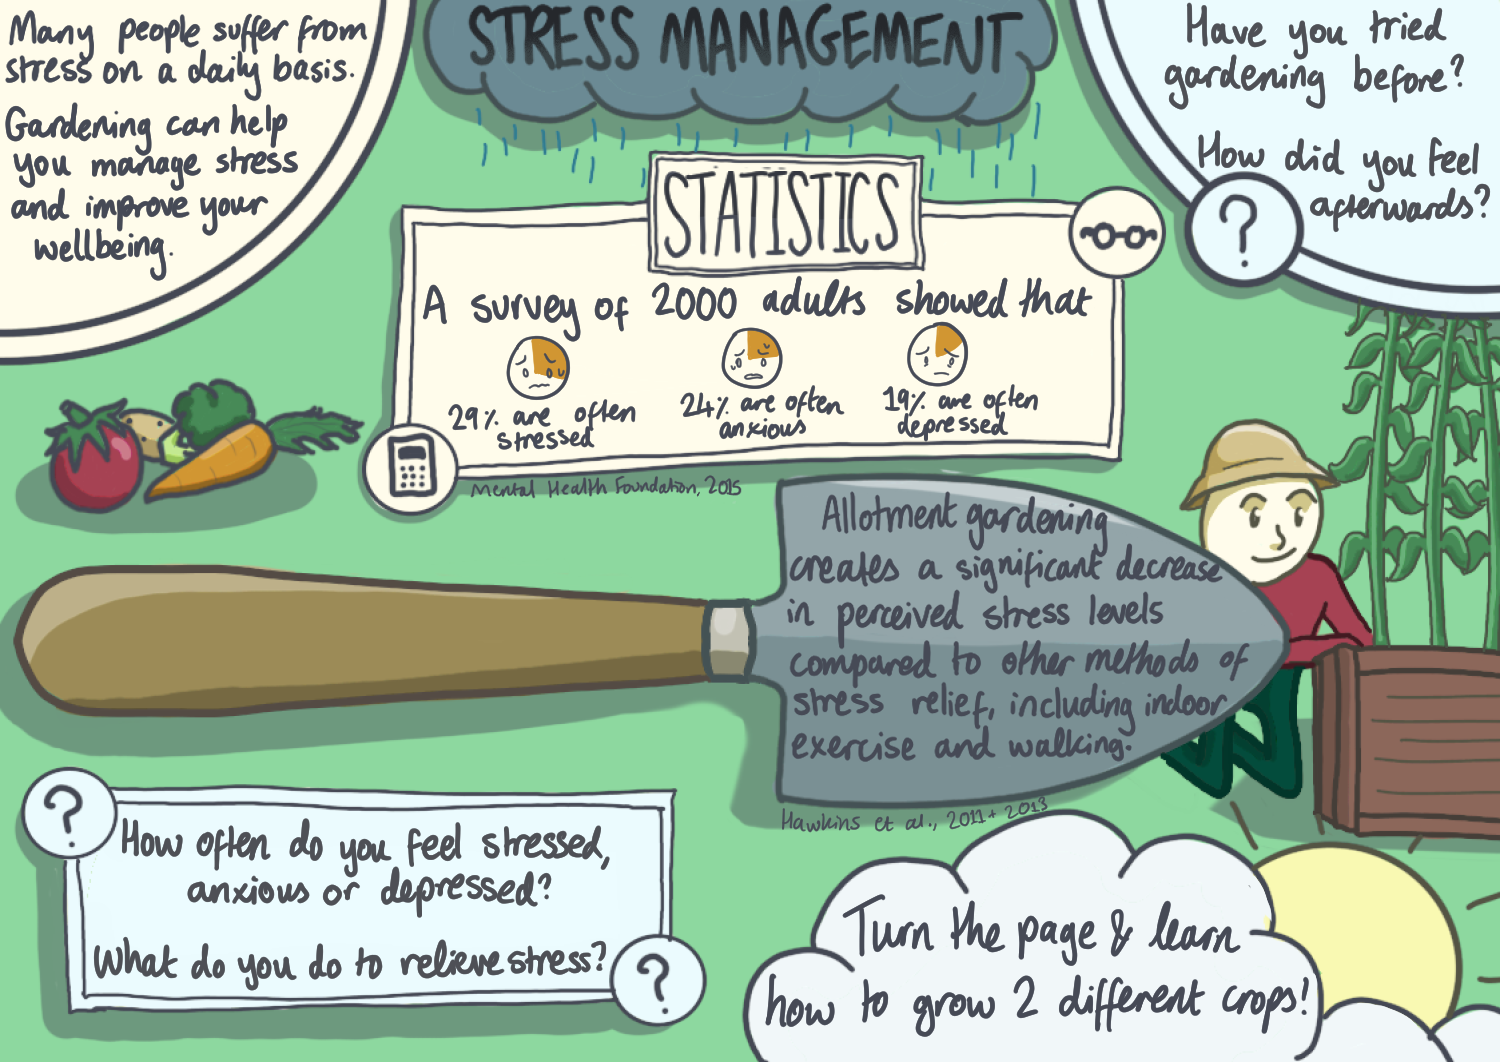 STRESS MANAGEMENT
Many people suffer from
stress on a daily basis.
Gardening can help
you manage stress
and improve your
wellbeing.
Have you tried
gardening before?
How did you feel
afterwards?
?
STATISTICS
A survey of 2000 adults showed that
29% are often
stressed
24% are often
anxious
19% are often
depressed
Mental Health Foundation, 2015
Allotment gardening
creates a significant decrease
in perceived stress levels
compared to other methods of
stress relief, including indoor
exercise and walking.
Hawkins et al., 2011 + 2013
?
How often do you feel stressed,
anxious or depressed?
What do you do to relieve stress?
?
Turn the page & learn
how to grow 2 different crops!